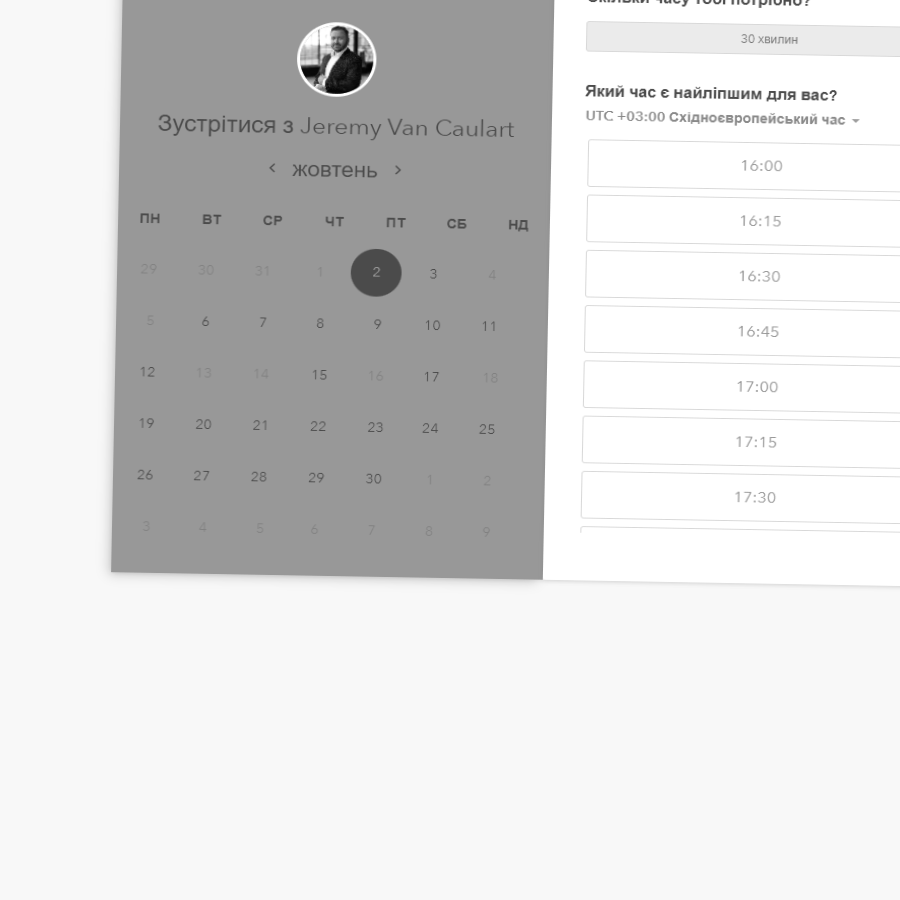 Зустрітися з Jeremy Van Caulart
жовтень
ПН ВТ СР ЧТ ПТ СБ НД
29 30 31 1 2 3 4
5 6 7 8 9 10 11
12 13 14 15 16 17 18
19 20 21 22 23 24 25
26 27 28 29 30 1 2
3 4 5 6 7 8 9
Скільки часу тобі потрібно?
30 хвилин
Який час є найліпшим для вас?
UTC +03:00 Східноєвропейський час
16:00
16:15
16:30
16:45
17:00
17:15
17:30